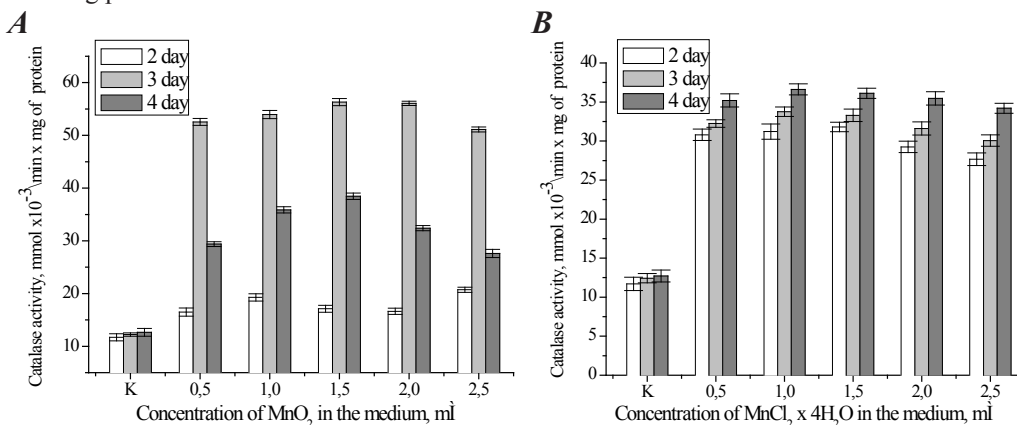 A
2 day
3 day
4 day
Catalase activity, mmol x10⁻³\min x mg of protein
60
50
40
30
20
10
K
0,5
1,0
1,5
2,0
2,5
Concentration of MnO₂ in the medium, mÌ
B
2 day
3 day
4 day
Catalase activity, mmol x10⁻³\min x mg of protein
40
35
30
25
20
15
10
5
0
K
0,5
1,0
1,5
2,0
2,5
Concentration of MnCl₂ x 4H₂O in the medium, mÌ